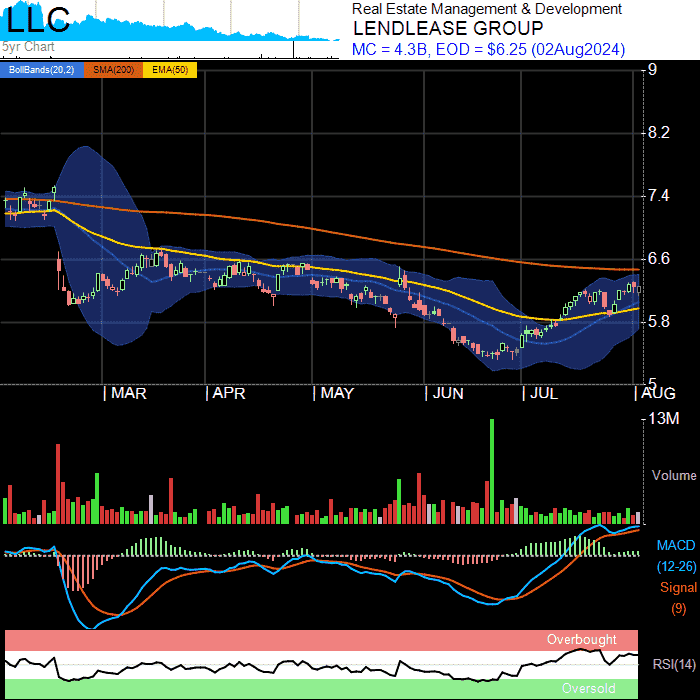 LLC
5yr Chart
Real Estate Management & Development
LENDLEASE GROUP
MC = 4.3B, EOD = $6.25 (02Aug2024)
BollBands(20,2) SMA(200) EMA(50)
9
8.2
7.4
6.6
5.8
5
MAR APR MAY JUN JUL AUG
13M
Volume
MACD
(12-26)
Signal
(9)
Overbought
RSI(14)
Oversold